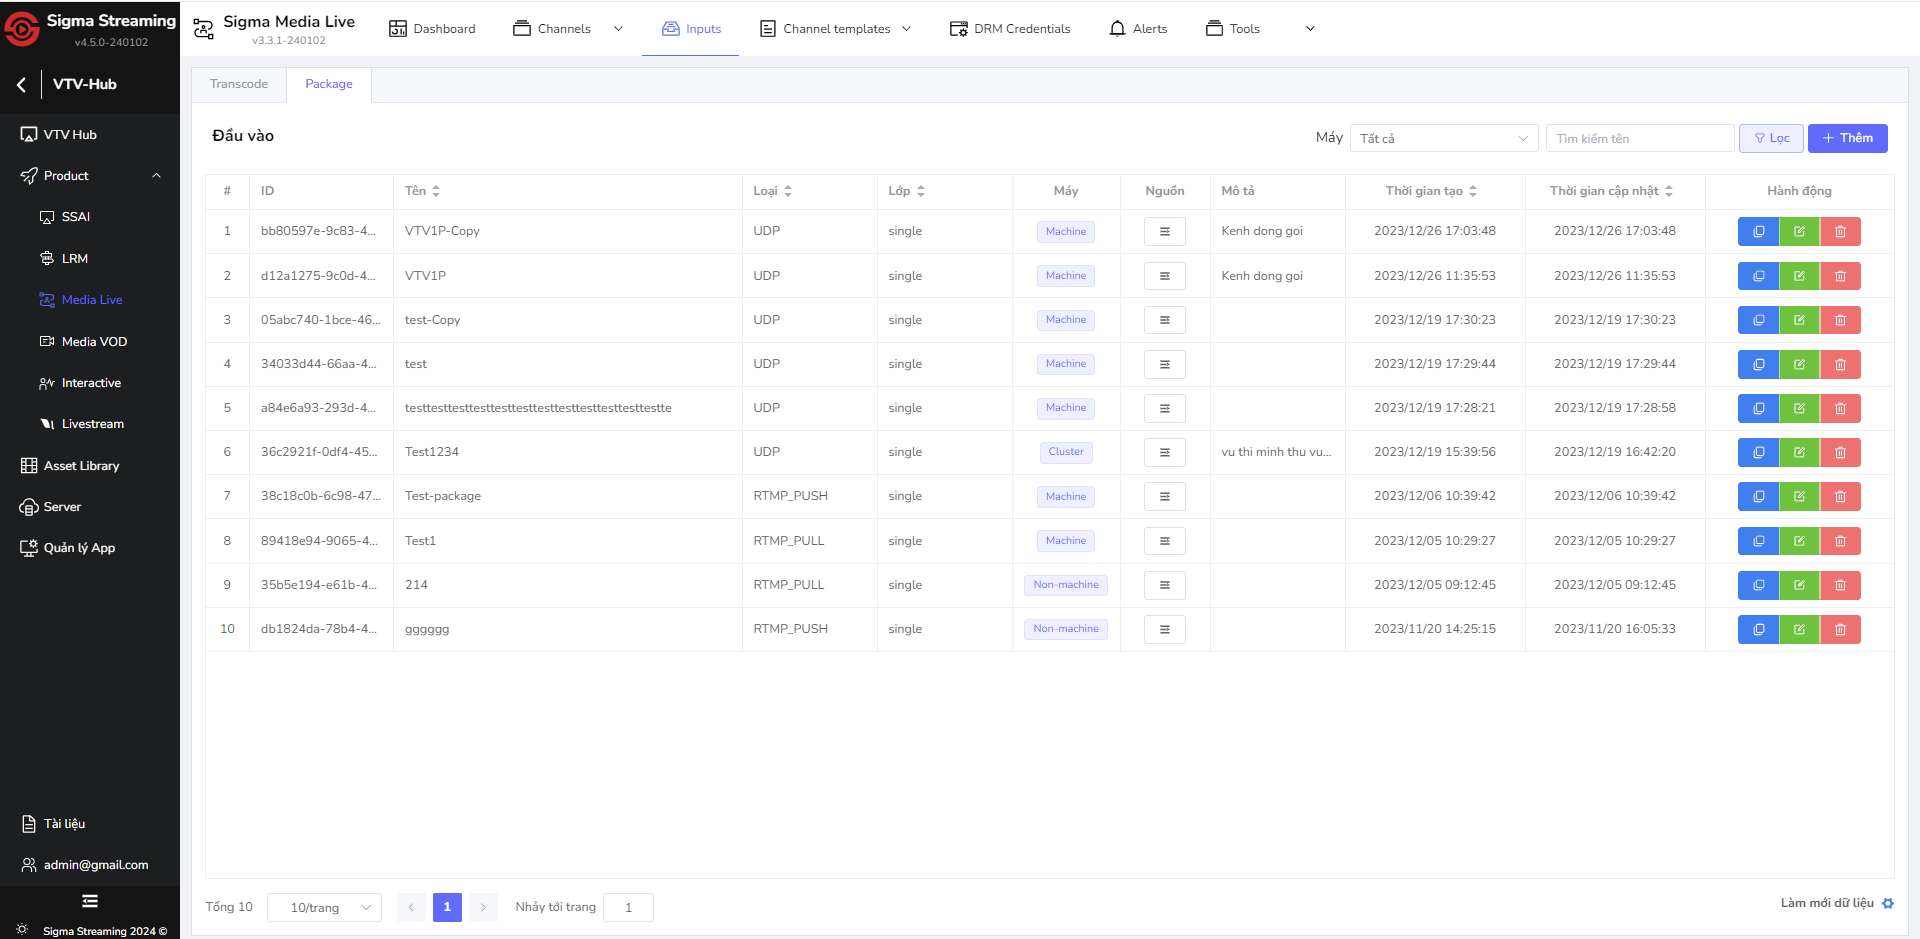 Sigma Streaming
v4.5.0-240102
VTV-Hub
VTV Hub
Product
SSAI
LRM
Media Live
Media VOD
Interactive
Livestream
Asset Library
Server
Quản lý App
Tài liệu
admin@gmail.com
Sigma Streaming 2024 ©
Sigma Media Live
v3.3.1-240102
Dashboard Channels Inputs Channel templates DRM Credentials Alerts Tools
Transcode Package
Đầu vào
Máy Tất cả Tìm kiếm tên Lọc + Thêm
# ID Tên Loại Lớp Máy Nguồn Mô tả Thời gian tạo Thời gian cập nhật Hành động
1 bb80597e-9c83-4... VTV1P-Copy UDP single Machine Kenh dong goi 2023/12/26 17:03:48 2023/12/26 17:03:48
2 d12a1275-9c0d-4... VTV1P UDP single Machine Kenh dong goi 2023/12/26 11:35:53 2023/12/26 11:35:53
3 05abc740-1bce-46... test-Copy UDP single Machine 2023/12/19 17:30:23 2023/12/19 17:30:23
4 34033d44-66aa-4... test UDP single Machine 2023/12/19 17:29:44 2023/12/19 17:29:44
5 a84e6a93-293d-4... testtesttesttesttesttesttesttesttesttesttesttesttestte UDP single Machine 2023/12/19 17:28:21 2023/12/19 17:28:58
6 36c2921f-0df4-45... Test1234 UDP single Cluster vu thi minh thu vu... 2023/12/19 15:39:56 2023/12/19 16:42:20
7 38c18c0b-6c98-47... Test-package RTMP_PUSH single Machine 2023/12/06 10:39:42 2023/12/06 10:39:42
8 89418e94-9065-4... Test1 RTMP_PULL single Machine 2023/12/05 10:29:27 2023/12/05 10:29:27
9 35b5e194-e61b-4... 214 RTMP_PULL single Non-machine 2023/12/05 09:12:45 2023/12/05 09:12:45
10 db1824da-78b4-4... gggggg RTMP_PUSH single Non-machine 2023/11/20 14:25:15 2023/11/20 16:05:33
Tổng 10 10/trang 1 Nhảy tới trang 1 Làm mới dữ liệu